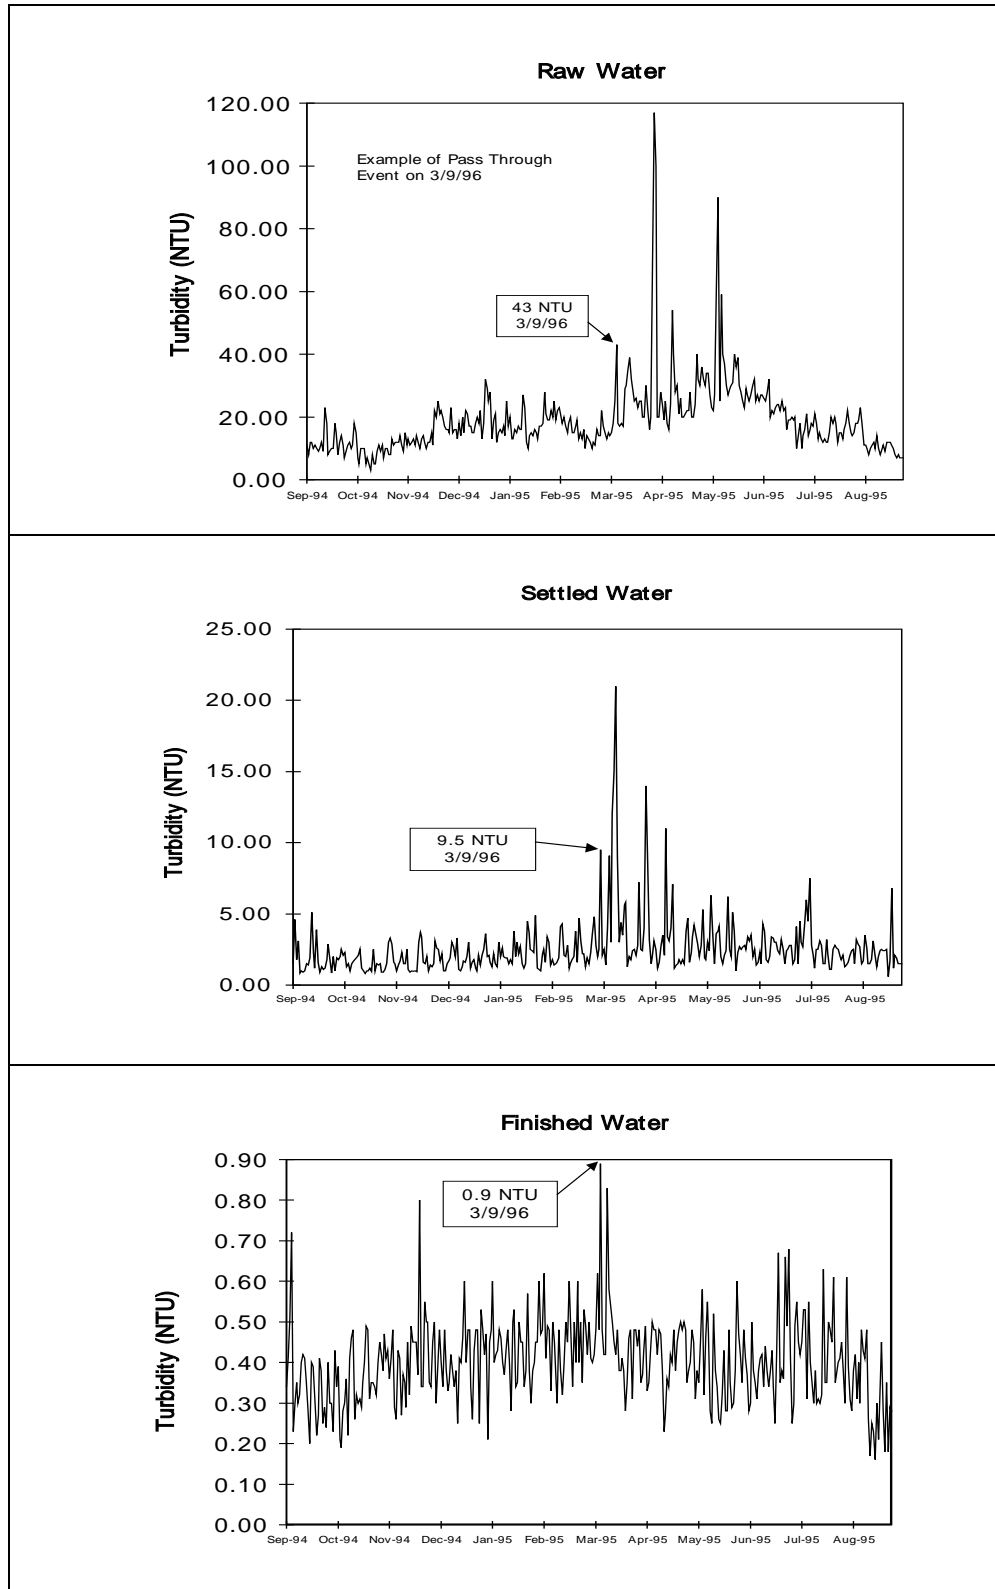 Raw Water
120.00
100.00
80.00
60.00
40.00
20.00
0.00
Turbidity (NTU)
Example of Pass Through
Event on 3/9/96
43 NTU
3/9/96
Sep-94 Oct-94 Nov-94 Dec-94 Jan-95 Feb-95 Mar-95 Apr-95 May-95 Jun-95 Jul-95 Aug-95
Settled Water
25.00
20.00
15.00
10.00
5.00
0.00
Turbidity (NTU)
9.5 NTU
3/9/96
Sep-94 Oct-94 Nov-94 Dec-94 Jan-95 Feb-95 Mar-95 Apr-95 May-95 Jun-95 Jul-95 Aug-95
Finished Water
0.90
0.80
0.70
0.60
0.50
0.40
0.30
0.20
0.10
0.00
Turbidity (NTU)
0.9 NTU
3/9/96
Sep-94 Oct-94 Nov-94 Dec-94 Jan-95 Feb-95 Mar-95 Apr-95 May-95 Jun-95 Jul-95 Aug-95